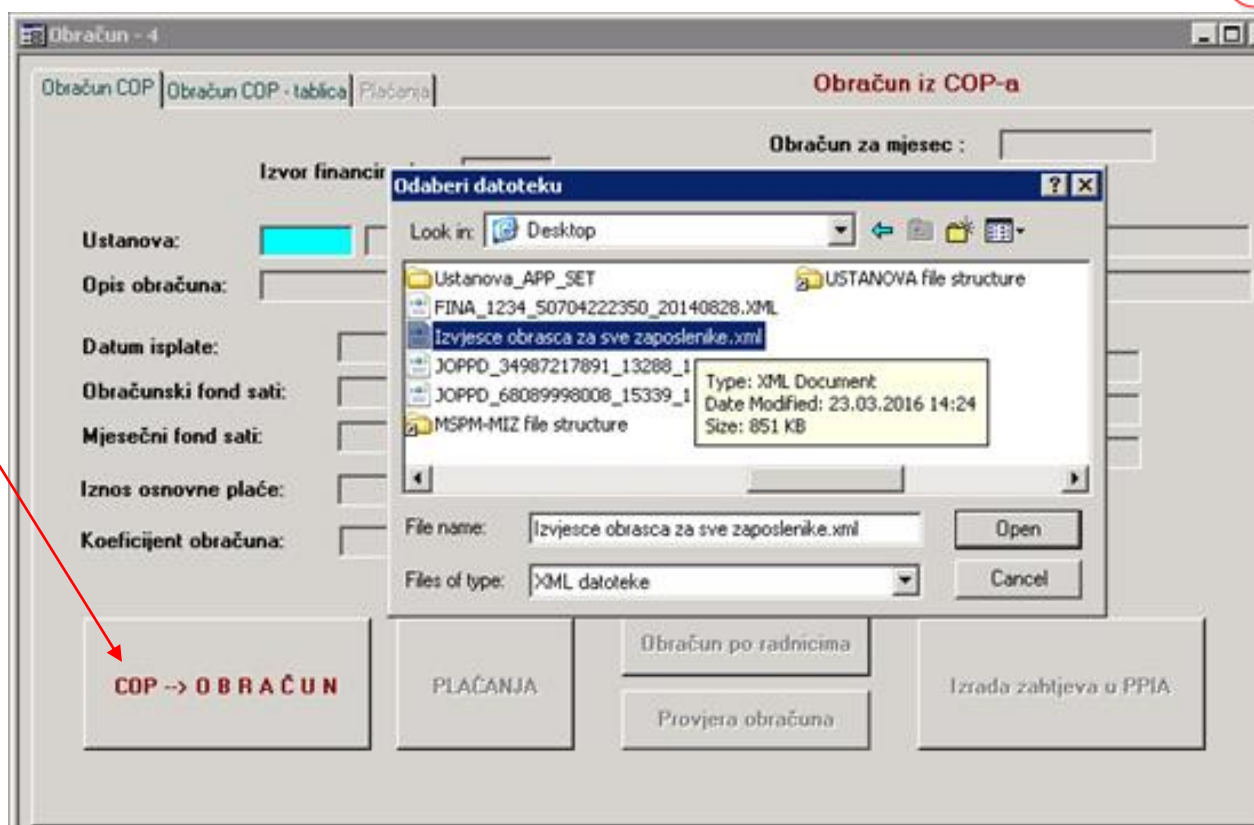 Obračun - 4
Obračun COP Obračun COP - tablica Plaćanja
Obračun iz COP-a
Obračun za mjesec :
Izvor financir
Ustanova:
Opis obračuna:
Datum isplate:
Obračunski fond sati:
Mjesečni fond sati:
Iznos osnovne plaće:
Koeficijent obračuna:
Odaberi datoteku
Look in: Desktop
Ustanova_APP_SET
USTANOVA file structure
FINA_1234_50704222350_20140828.XML
Izvjesce obrasca za sve zaposlenike.xml
JOPPD_34987217891_13288_1
JOPPD_68089998008_15339_1
MSPM-MIZ file structure
Type: XML Document
Date Modified: 23.03.2016 14:24
Size: 851 KB
File name: Izvjesce obrasca za sve zaposlenike.xml Open
Files of type: XML datoteke Cancel
COP --> O B R A Č U N
PLAĆANJA
Obračun po radnicima
Provjera obračuna
Izrada zahtjeva u PPIA